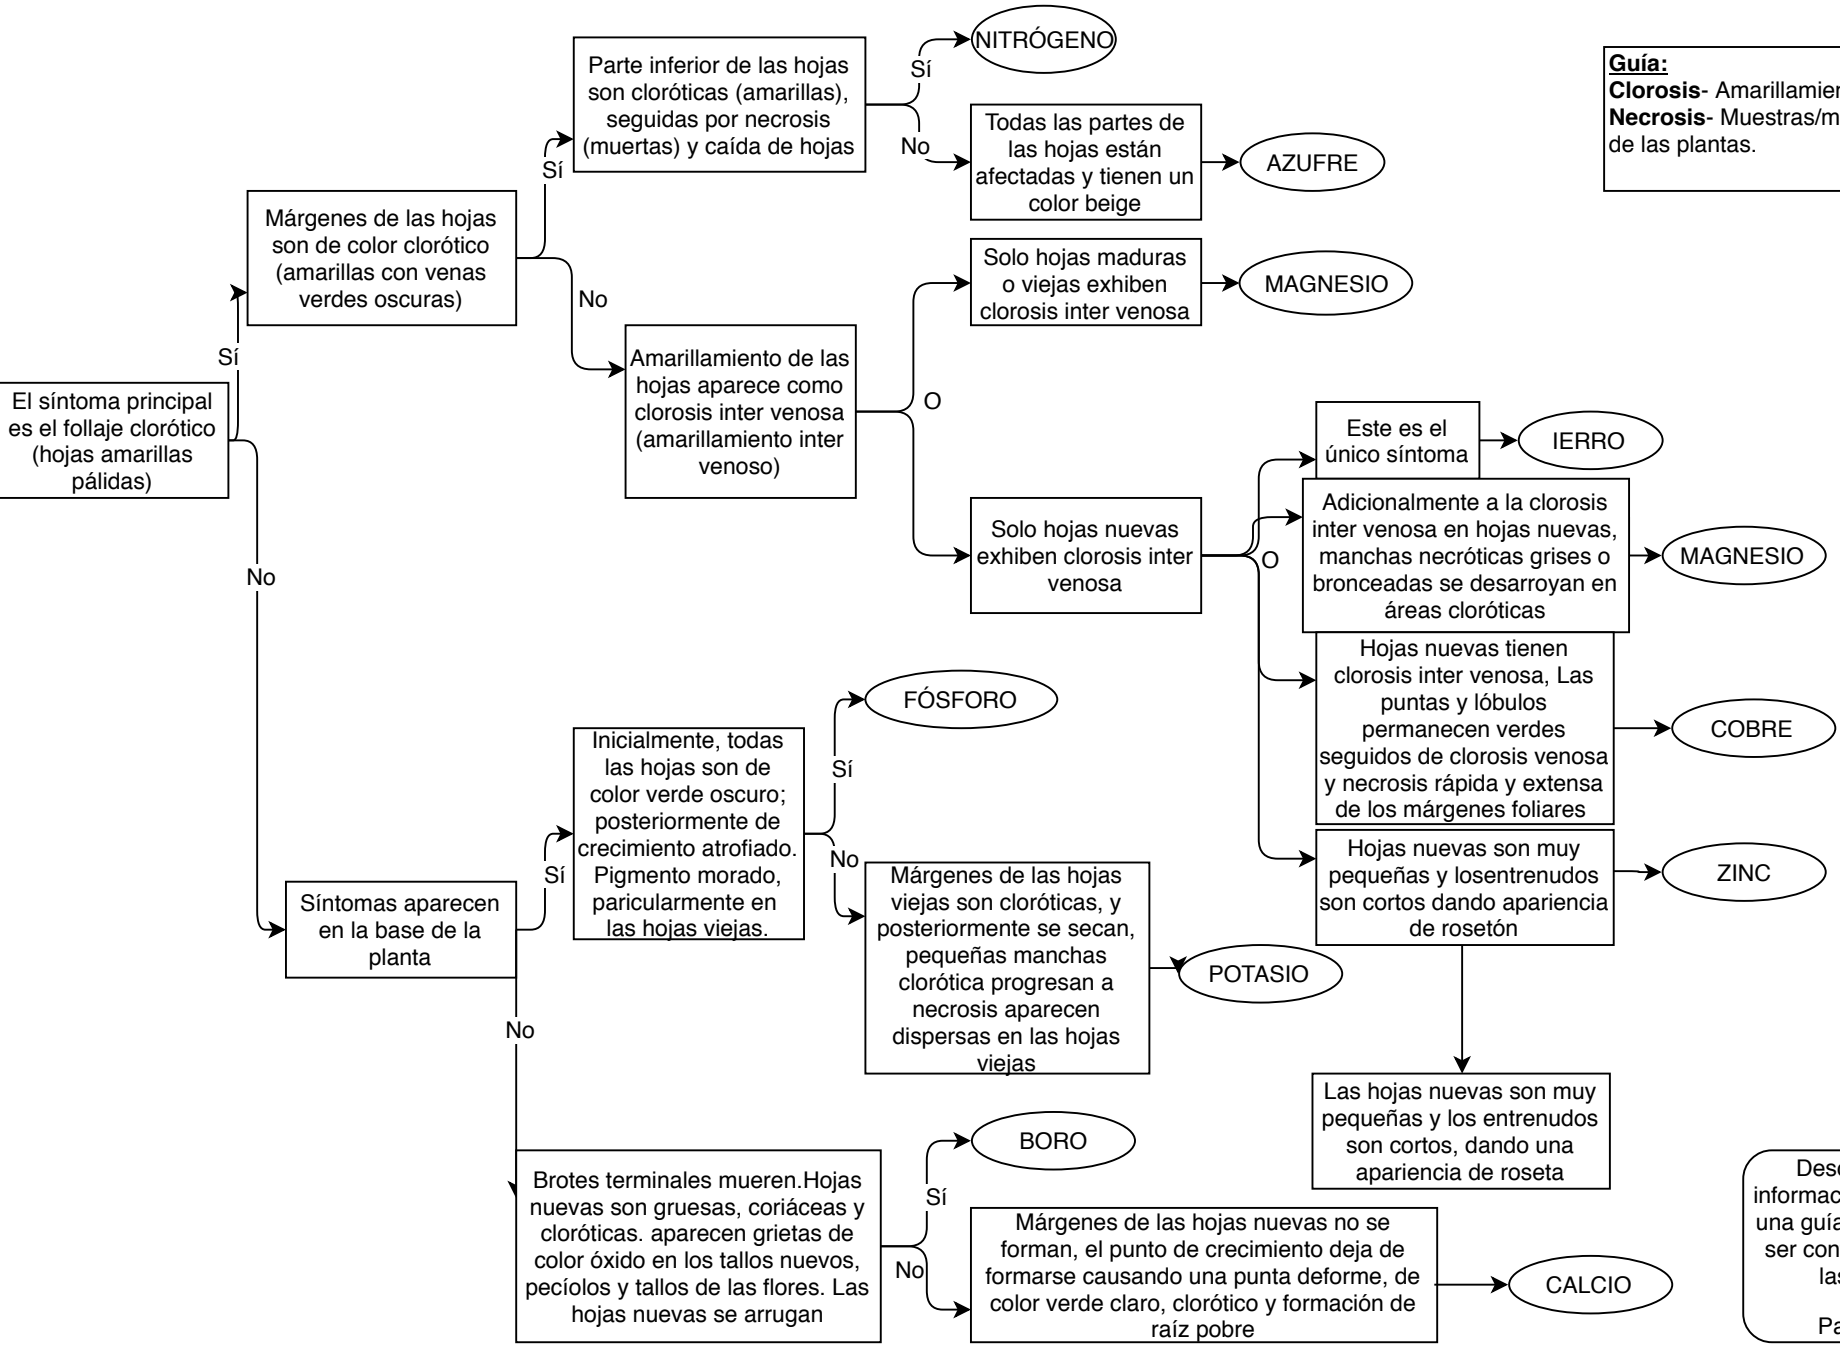 NITRÓGENO
Parte inferior de las hojas
son cloróticas (amarillas),
seguidas por necrosis
(muertas) y caída de hojas
Sí
No
Todas las partes de
las hojas están
afectadas y tienen un
color beige
AZUFRE
Guía:
Clorosis- Amarillamier
Necrosis- Muestras/m
de las plantas.
Sí
Márgenes de las hojas
son de color clorótico
(amarillas con venas
verdes oscuras)
No
Solo hojas maduras
o viejas exhiben
clorosis inter venosa
MAGNESIO
Sí
Amarillamiento de las
hojas aparece como
clorosis inter venosa
(amarillamiento inter
venoso)
O
El síntoma principal
es el follaje clorótico
(hojas amarillas
pálidas)
No
Este es el
único síntoma
IERRO
Solo hojas nuevas
exhiben clorosis inter
venosa
O
Adicionalmente a la clorosis
inter venosa en hojas nuevas,
manchas necróticas grises o
bronceadas se desarroyan en
áreas cloróticas
MAGNESIO
Hojas nuevas tienen
clorosis inter venosa, Las
puntas y lóbulos
permanecen verdes
seguidos de clorosis venosa
y necrosis rápida y extensa
de los márgenes foliares
COBRE
Hojas nuevas son muy
pequeñas y losentrenudos
son cortos dando apariencia
de rosetón
ZINC
Las hojas nuevas son muy
pequeñas y los entrenudos
son cortos, dando una
apariencia de roseta
Síntomas aparecen
en la base de la
planta
Sí
Inicialmente, todas
las hojas son de
color verde oscuro;
posteriormente de
crecimiento atrofiado.
Pigmento morado,
paricularmente en
las hojas viejas.
Sí
FÓSFORO
No
Márgenes de las hojas
viejas son cloróticas, y
posteriormente se secan,
pequeñas manchas
clorótica progresan a
necrosis aparecen
dispersas en las hojas
viejas
POTASIO
No
Brotes terminales mueren.Hojas
nuevas son gruesas, coriáceas y
cloróticas. aparecen grietas de
color óxido en los tallos nuevos,
pecíolos y tallos de las flores. Las
hojas nuevas se arrugan
Sí
BORO
No
Márgenes de las hojas nuevas no se
forman, el punto de crecimiento deja de
formarse causando una punta deforme, de
color verde claro, clorótico y formación de
raíz pobre
CALCIO
Desc
informac
una guía
ser con
las
Pa